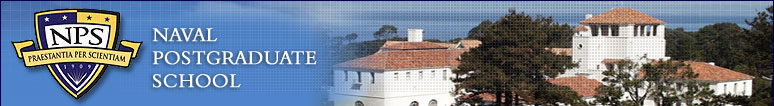 NPS
PRAESTANTIA PER SCIENTIAM
1909
NAVAL
POSTGRADUATE
SCHOOL